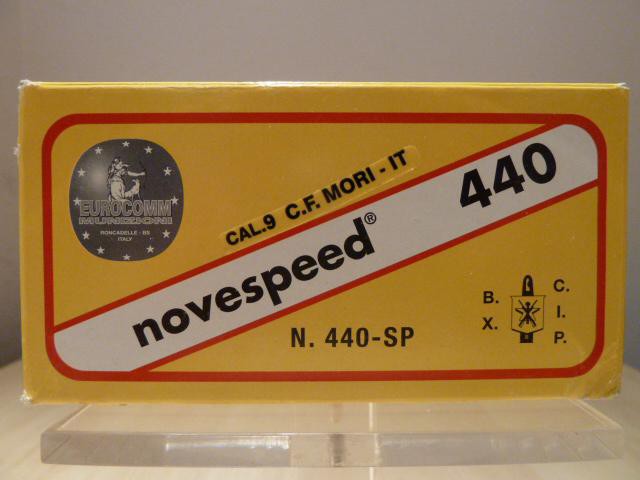 EUROCOMM
MUNIZIONI
RONCADELLE - BS
ITALY
CAL.9 C.F. MORI - IT
novespeed® 440
N. 440-SP
B. C.
I.
X. P.